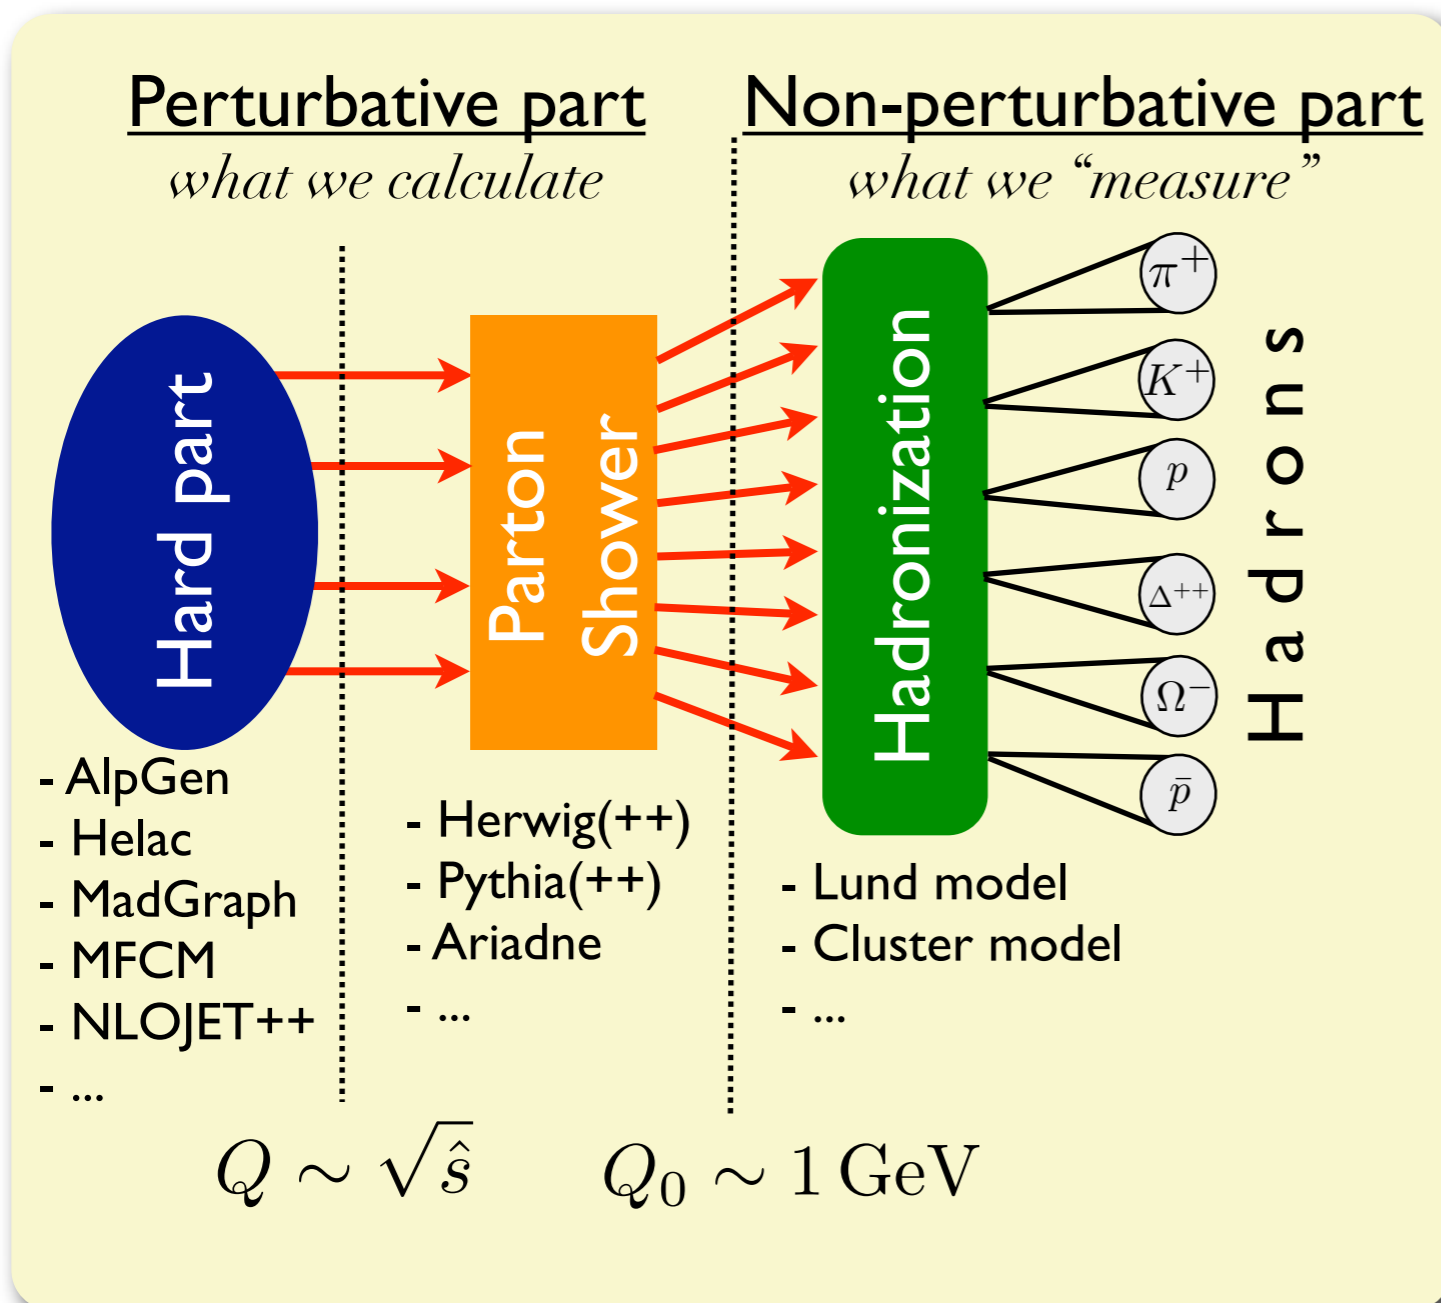 Perturbative part
what we calculate
Non-perturbative part
what we “measure”
Hard part
Parton
Shower
Hadronization
π⁺
K⁺
p
Δ⁺⁺
Ω⁻
p̄
Hadrons
- AlpGen
- Helac
- MadGraph
- MFCM
- NLOJET++
- ...
- Herwig(++)
- Pythia(++)
- Ariadne
- ...
- Lund model
- Cluster model
- ...
Q ∼ √ŝ
Q₀ ∼ 1 GeV